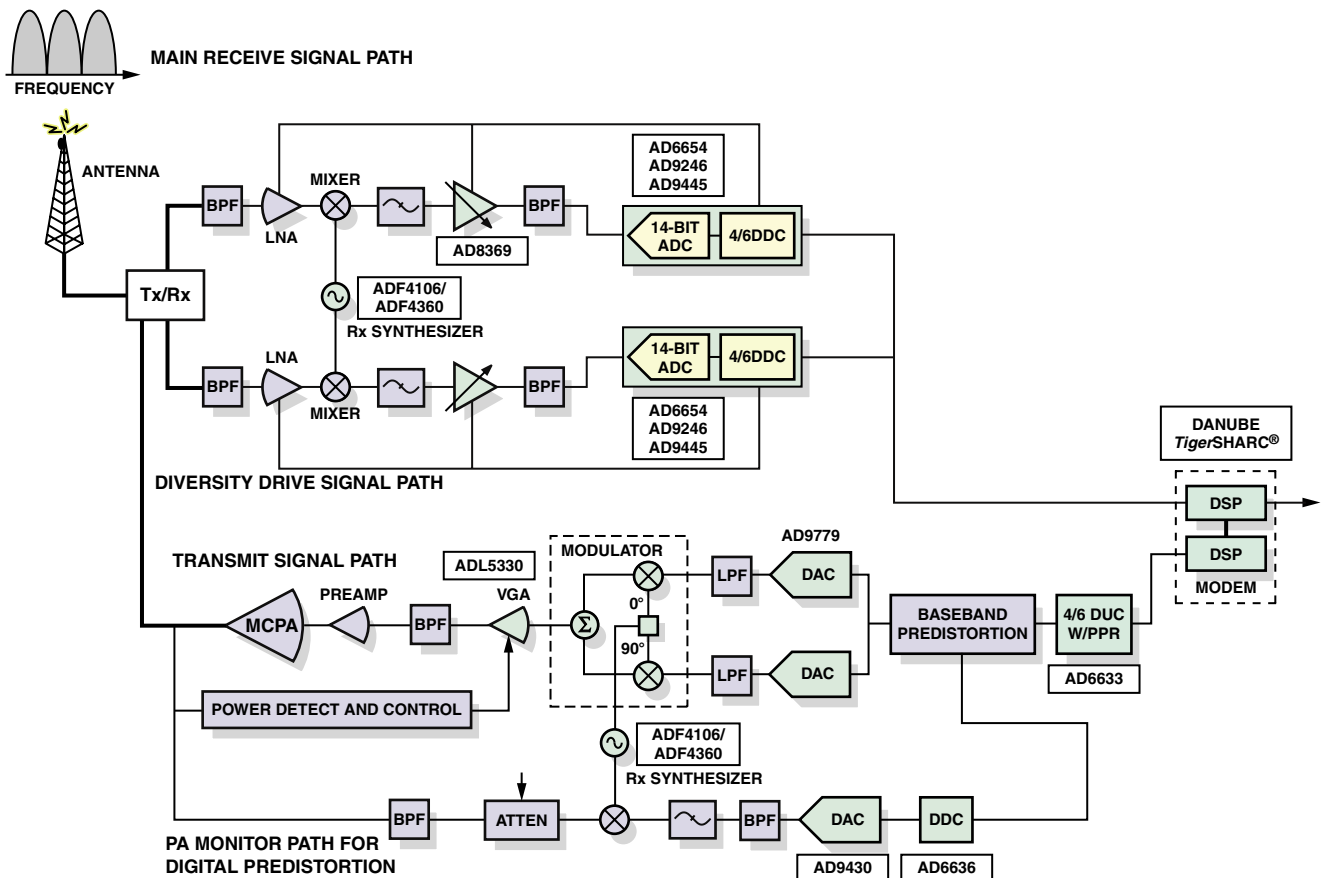 MAIN RECEIVE SIGNAL PATH
FREQUENCY
ANTENNA
BPF
LNA
MIXER
AD8369
BPF
AD6654
AD9246
AD9445
14-BIT
ADC
4/6DDC
Tx/Rx
ADF4106/
ADF4360
Rx SYNTHESIZER
BPF
LNA
MIXER
BPF
14-BIT
ADC
4/6DDC
AD6654
AD9246
AD9445
DIVERSITY DRIVE SIGNAL PATH
DANUBE
TigerSHARC®
DSP
DSP
MODEM
TRANSMIT SIGNAL PATH
MCPA
PREAMP
BPF
ADL5330
VGA
MODULATOR
Σ
0°
90°
LPF
AD9779
DAC
LPF
DAC
BASEBAND
PREDISTORTION
4/6 DUC
W/PPR
AD6633
POWER DETECT AND CONTROL
ADF4106/
ADF4360
Rx SYNTHESIZER
BPF
ATTEN
BPF
DAC
DDC
AD9430
AD6636
PA MONITOR PATH FOR
DIGITAL PREDISTORTION